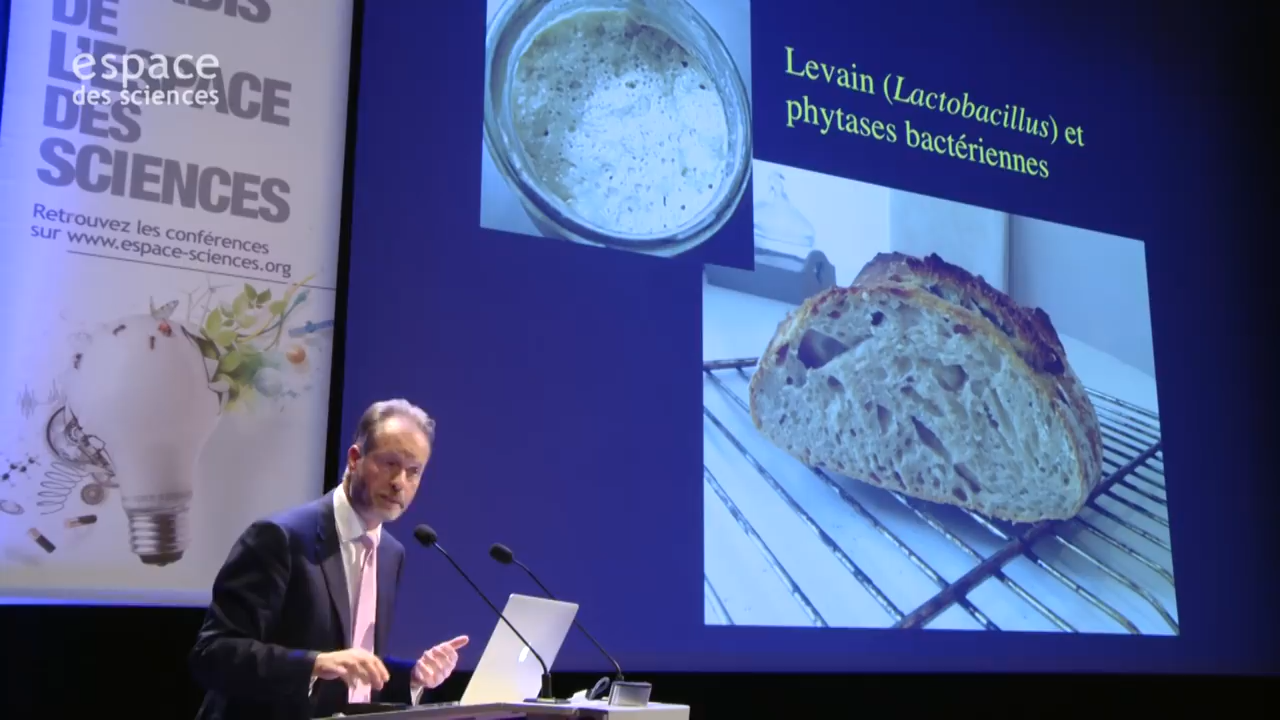 DE
L'ESPACE
DES
SCIENCES
Retrouvez les conférences
sur www.espace-sciences.org
espace
des sciences
Levain (Lactobacillus) et
phytases bactériennes